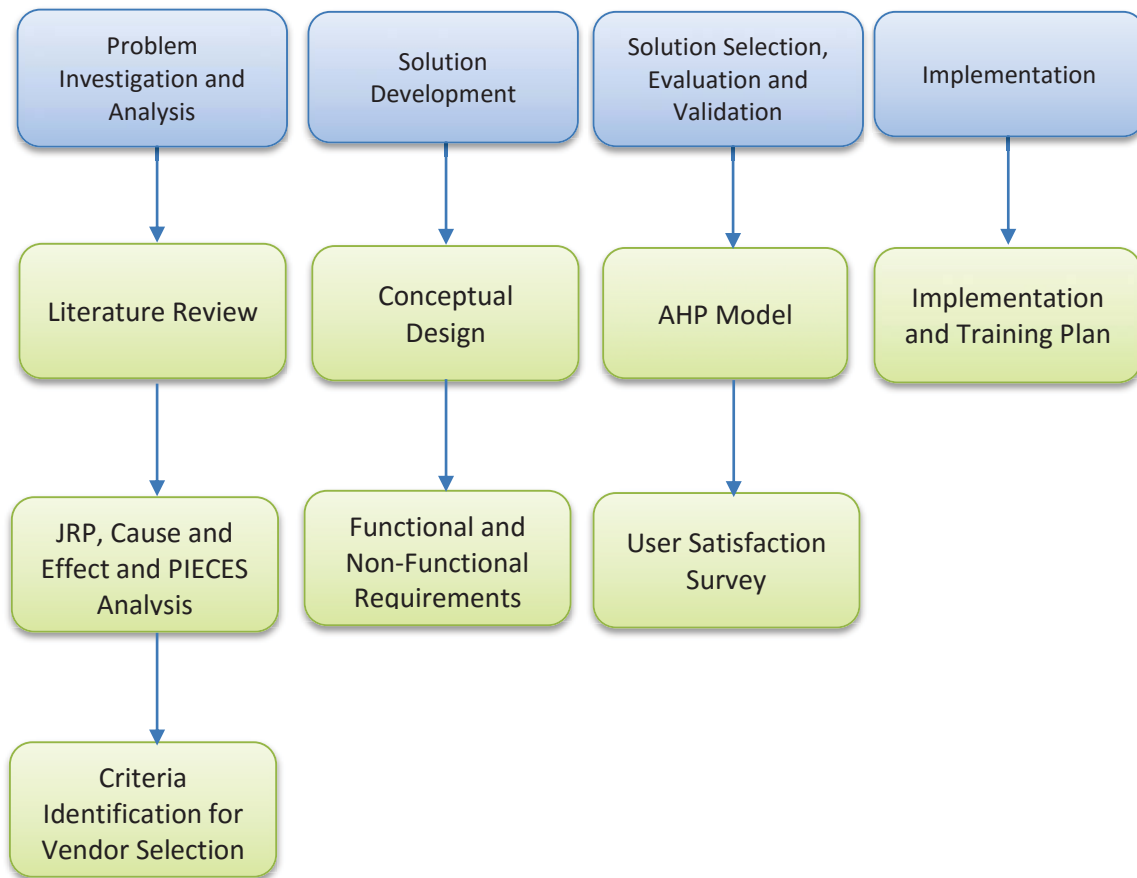 Problem
Investigation and
Analysis
Solution
Development
Solution Selection,
Evaluation and
Validation
Implementation
Literature Review
Conceptual
Design
AHP Model
Implementation
and Training Plan
JRP, Cause and
Effect and PIECES
Analysis
Functional and
Non-Functional
Requirements
User Satisfaction
Survey
Criteria
Identification for
Vendor Selection